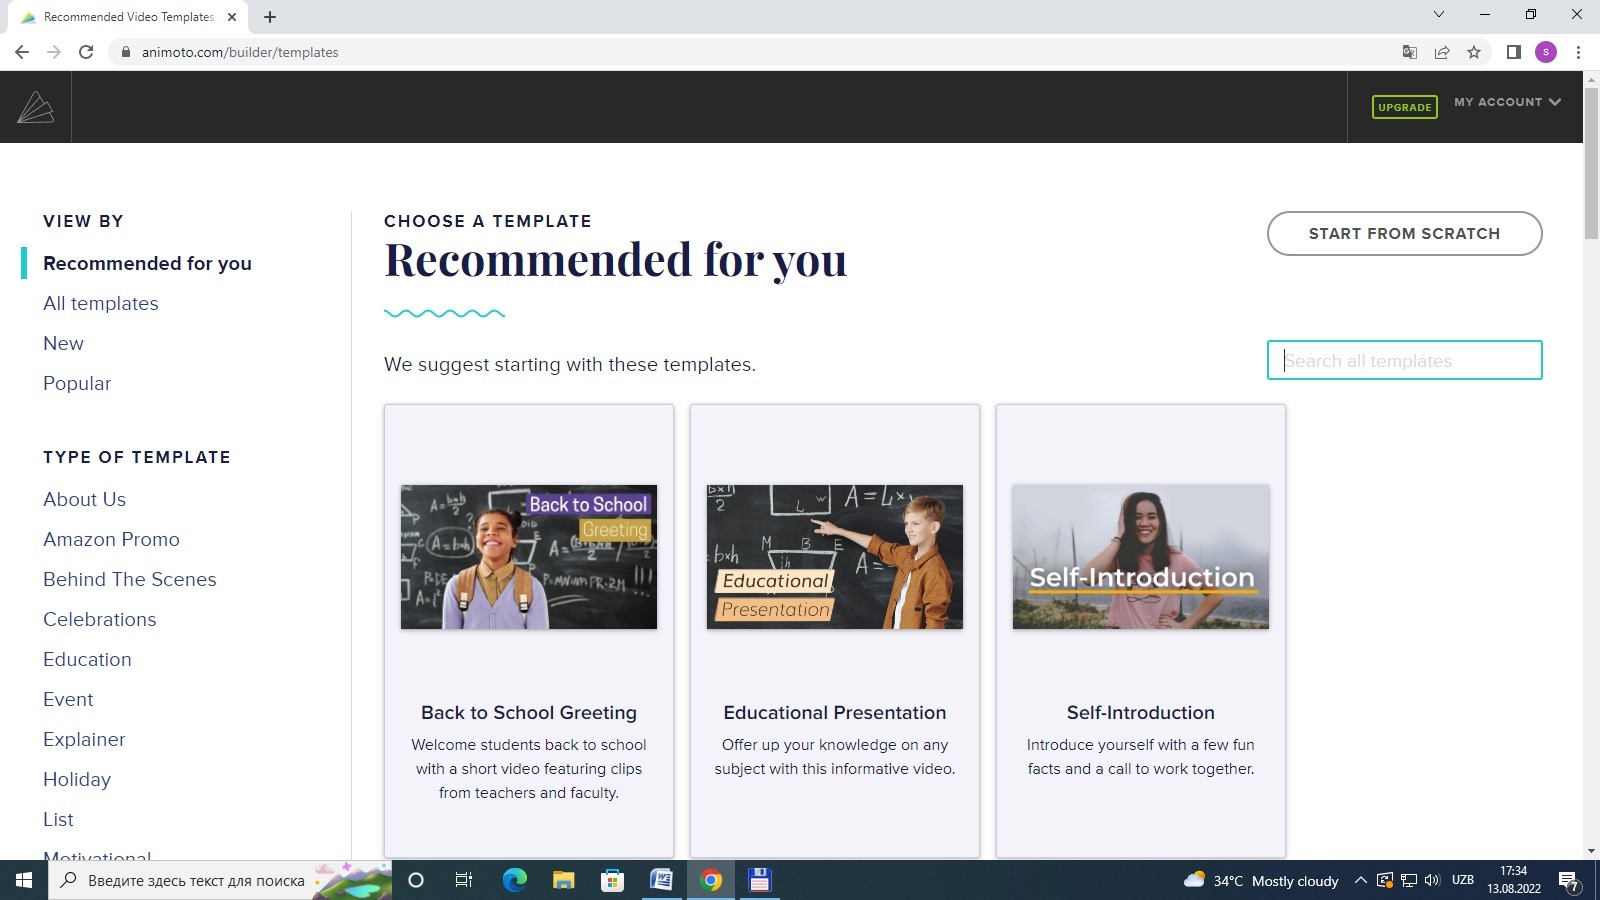 Recommended Video Templates
animoto.com/builder/templates
S
UPGRADE
MY ACCOUNT
VIEW BY
Recommended for you
All templates
New
Popular
TYPE OF TEMPLATE
About Us
Amazon Promo
Behind The Scenes
Celebrations
Education
Event
Explainer
Holiday
List
Motivational
CHOOSE A TEMPLATE
Recommended for you
START FROM SCRATCH
We suggest starting with these templates.
Search all templates
Back to School
Greeting
Educational
Presentation
Self-Introduction
Back to School Greeting
Welcome students back to school
with a short video featuring clips
from teachers and faculty.
Educational Presentation
Offer up your knowledge on any
subject with this informative video.
Self-Introduction
Introduce yourself with a few fun
facts and a call to work together.
Введите здесь текст для поиска
34°C Mostly cloudy
UZB
17:34
13.08.2022
7